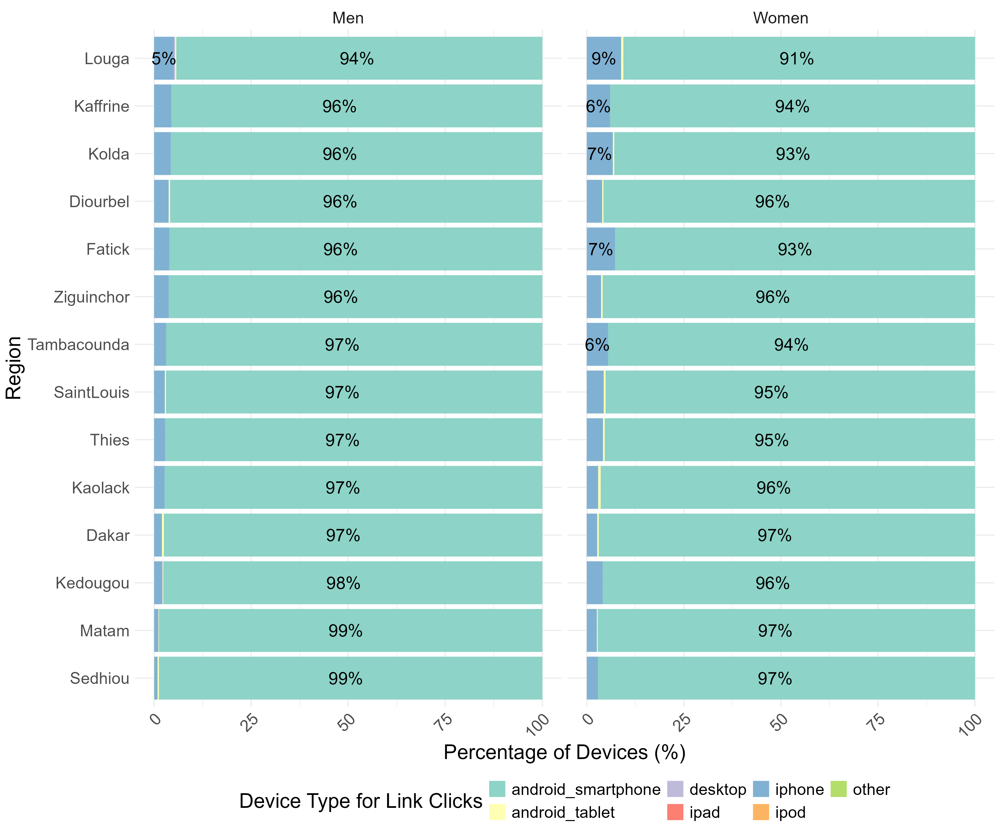 Men Women
Louga 5% 94% 9% 91%
Kaffrine 96% 6% 94%
Kolda 96% 7% 93%
Diourbel 96% 96%
Fatick 96% 7% 93%
Ziguinchor 96% 96%
Tambacounda 97% 6% 94%
SaintLouis 97% 95%
Thies 97% 95%
Kaolack 97% 96%
Dakar 97% 97%
Kedougou 98% 96%
Matam 99% 97%
Sedhiou 99% 97%
Region
0 25 50 75 100 0 25 50 75 100
Percentage of Devices (%)
Device Type for Link Clicks
android_smartphone desktop iphone other
android_tablet ipad ipod